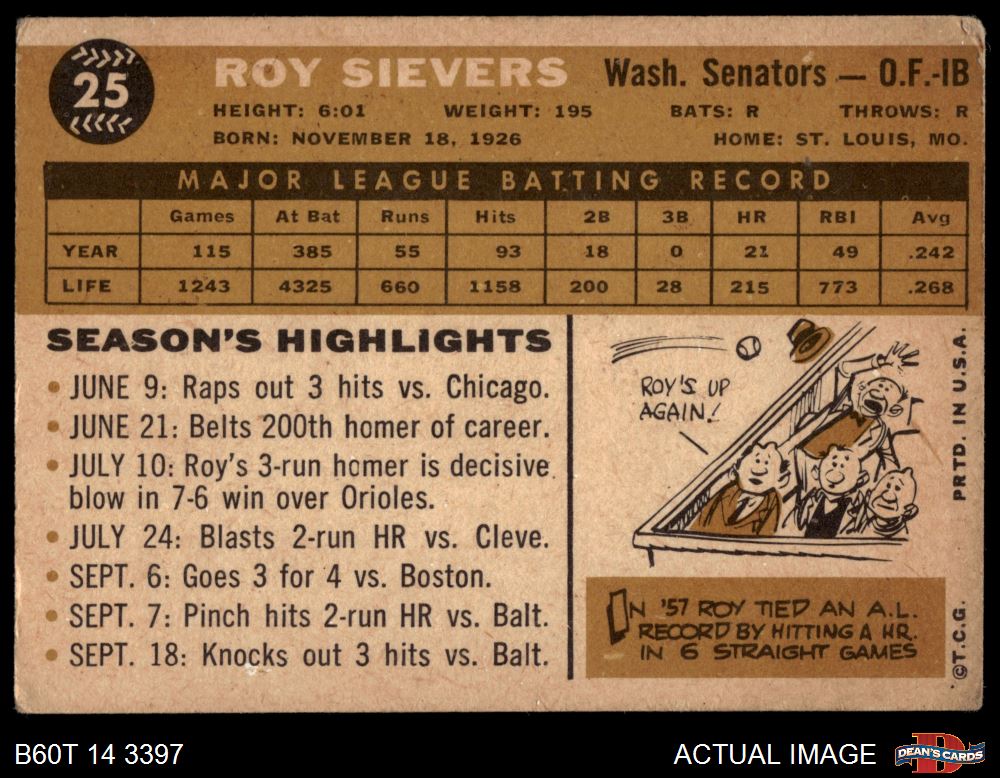 25
ROY SIEVERS Wash. Senators — O.F.-1B
HEIGHT: 6:01 WEIGHT: 195 BATS: R THROWS: R
BORN: NOVEMBER 18, 1926 HOME: ST. LOUIS, MO.
MAJOR LEAGUE BATTING RECORD
Games At Bat Runs Hits 2B 3B HR RBI Avg
YEAR 115 385 55 93 18 0 21 49 .242
LIFE 1243 4325 660 1158 200 28 215 773 .268
SEASON'S HIGHLIGHTS
• JUNE 9: Raps out 3 hits vs. Chicago.
• JUNE 21: Belts 200th homer of career.
• JULY 10: Roy's 3-run homer is decisive
blow in 7-6 win over Orioles.
• JULY 24: Blasts 2-run HR vs. Cleve.
• SEPT. 6: Goes 3 for 4 vs. Boston.
• SEPT. 7: Pinch hits 2-run HR vs. Balt.
• SEPT. 18: Knocks out 3 hits vs. Balt.
ROY'S UP
AGAIN!
ON '57 ROY TIED AN A.L.
RECORD BY HITTING A HR.
IN 6 STRAIGHT GAMES
©T.C.G. PRTD. IN U.S.A.
B60T 14 3397 ACTUAL IMAGE
DEAN'S CARDS